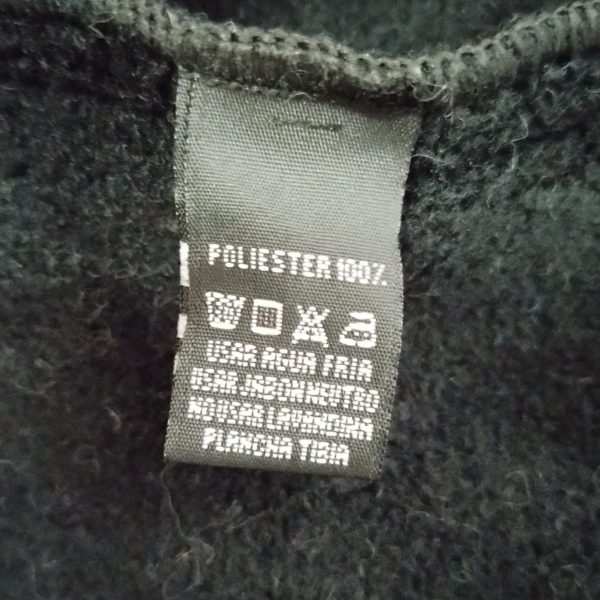 POLIESTER 100%
USAR AGUA FRIA
USAR JABON NEUTRO
NO USAR LAVANDINA
PLANCHA TIBIA